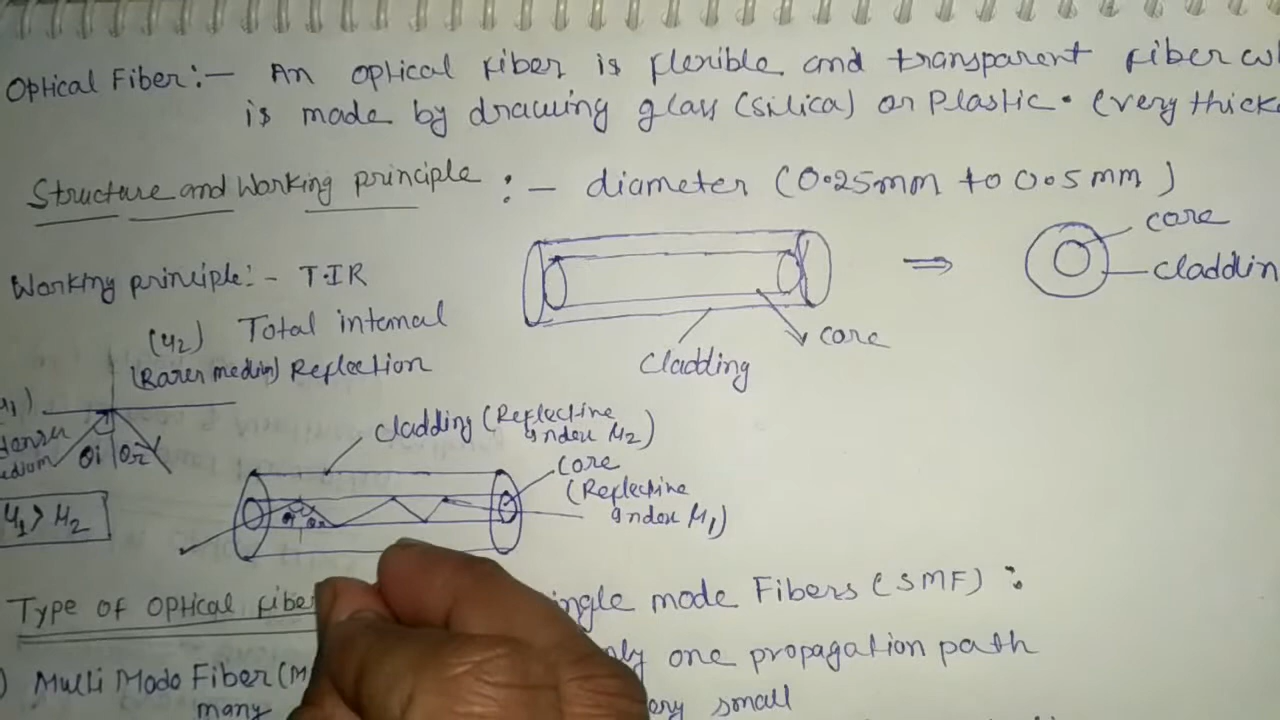 Optical Fiber:- An optical fiber is flexible and transparent fiber
is made by drawing glass (silica) or Plastic. (very thick
Structure and Working principle :- diameter (0.25mm to 0.5mm)
core
cladding
Working principle:- T.I.R
(μ2) Total internal
(Rarer medium) Reflection
core
Cladding
cladding (Reflective
Index μ2)
θi θr
core
(Reflective
Index μ1)
μ1 > μ2
θi θr
Type of Optical fiber
Single mode Fibers (SMF) :
only one propagation path
Multi Mode Fiber (M
many
very small